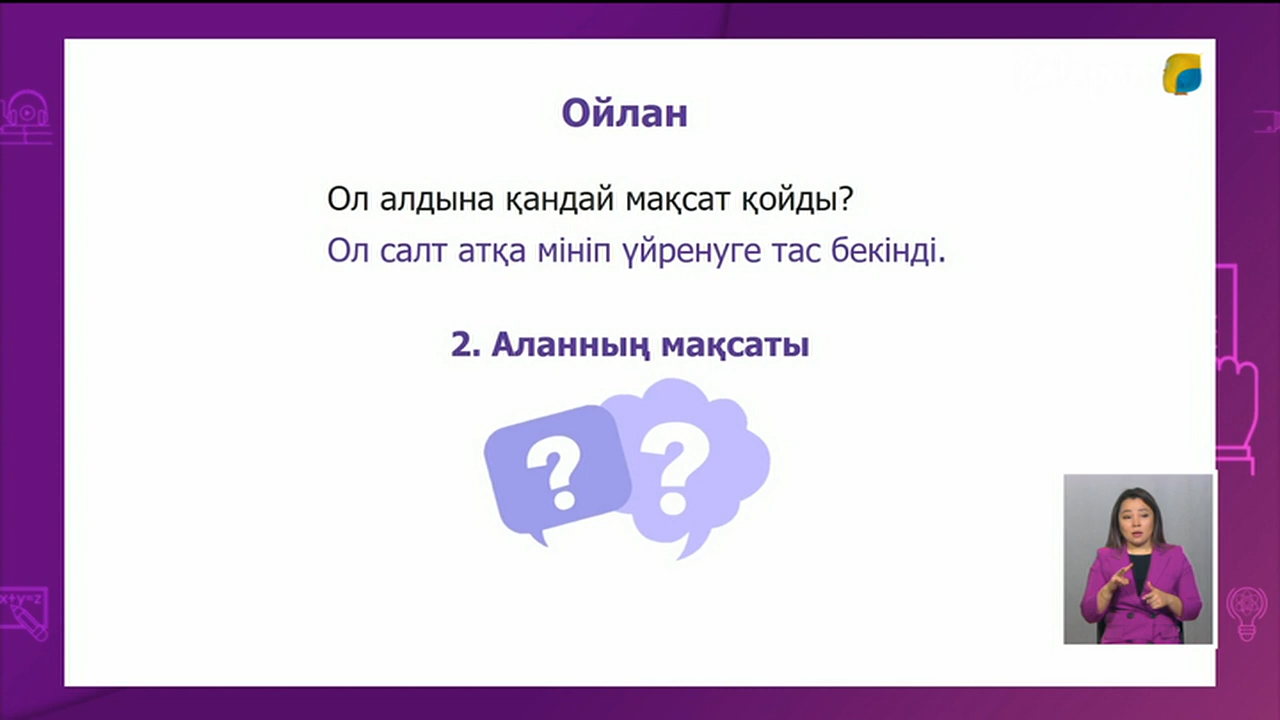 Ойлан
Ол алдына қандай мақсат қойды?
Ол салт атқа мініп үйренуге тас бекінді.
2. Аланның мақсаты
? ?
x+y=z